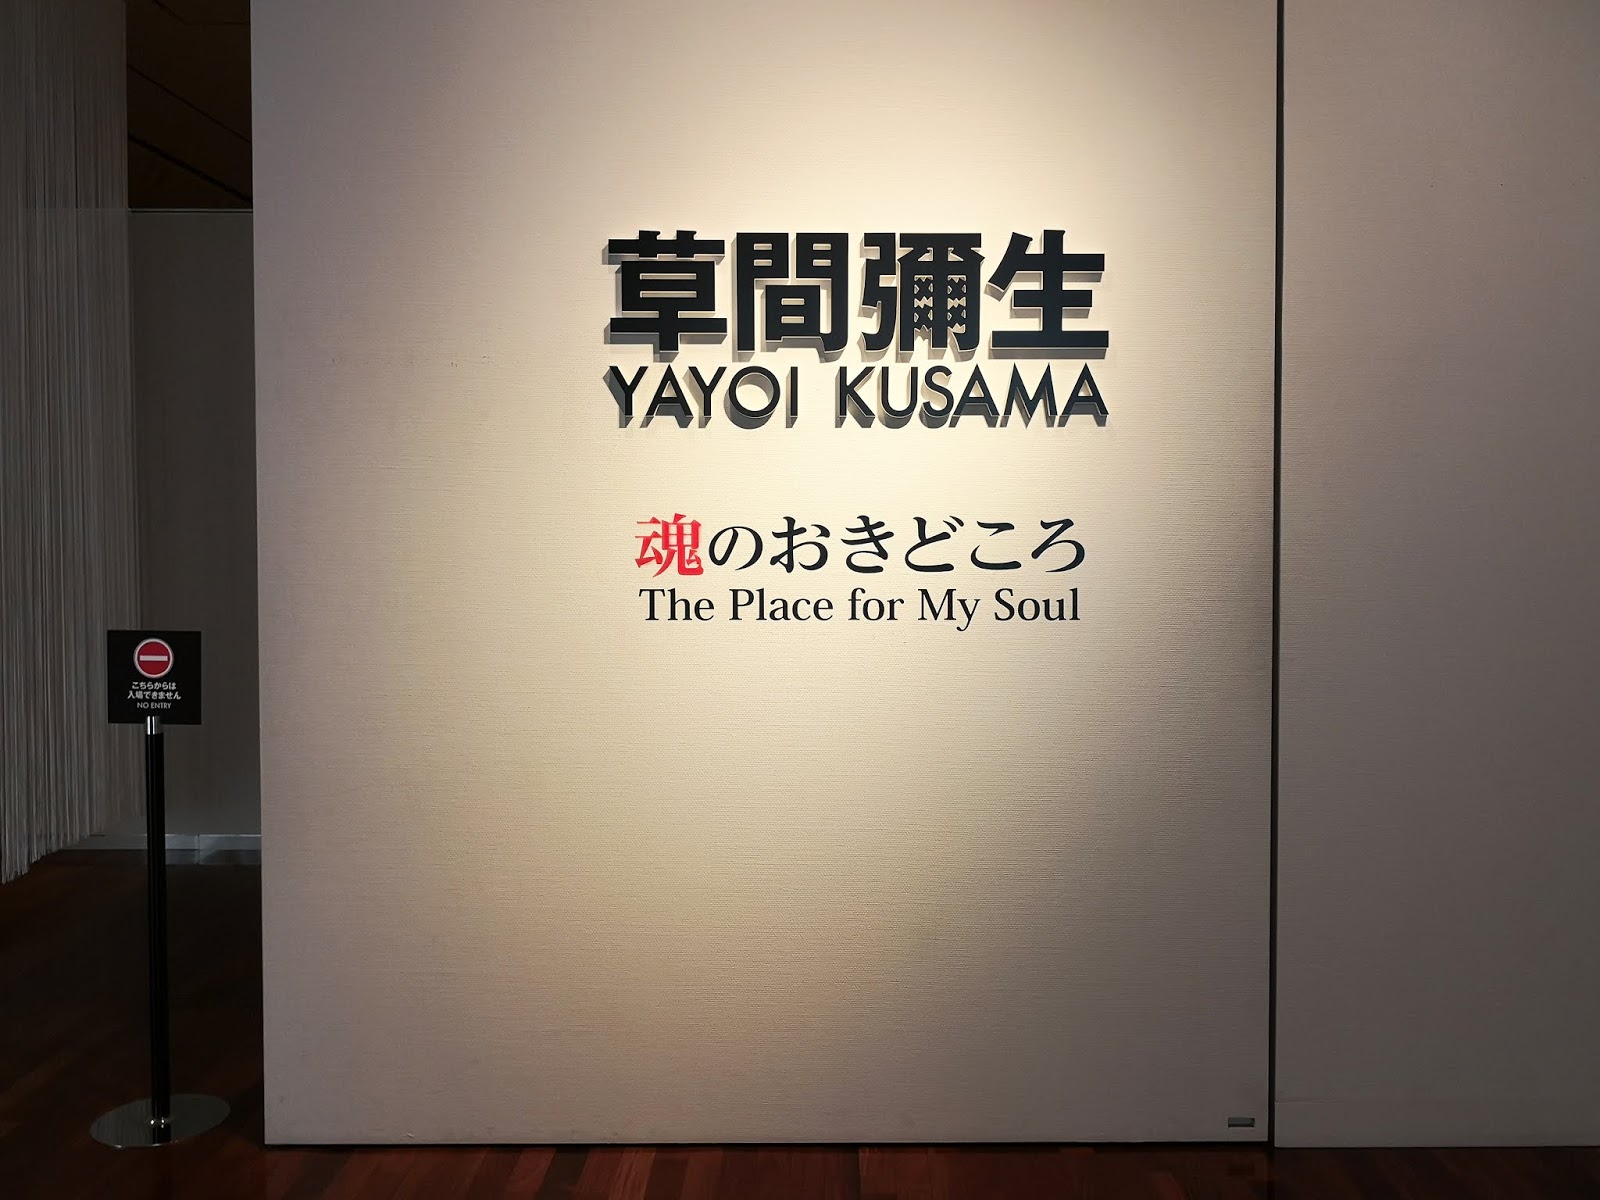 草間彌生
YAYOI KUSAMA
魂のおきどころ
The Place for My Soul
こちらからは
入場できません
NO ENTRY